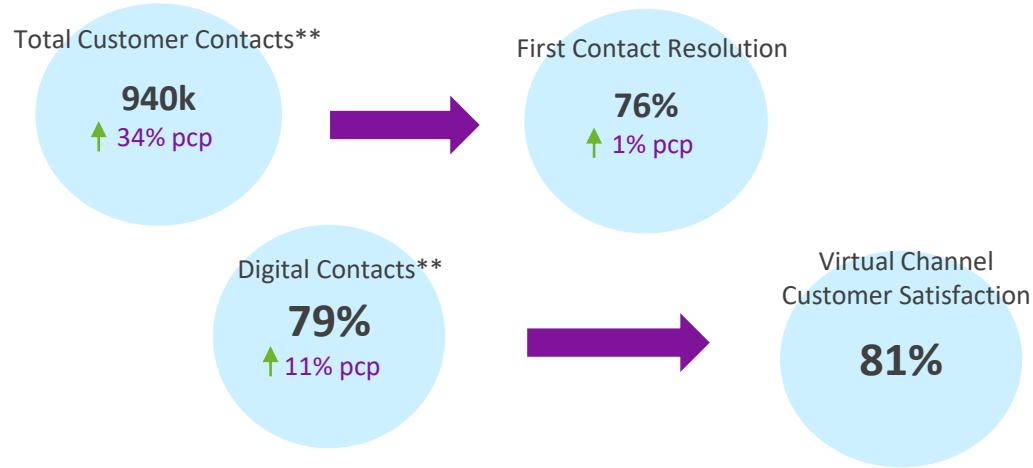 Total Customer Contacts**
940k
34% pcp
First Contact Resolution
76%
1% pcp
Digital Contacts**
79%
11% pcp
Virtual Channel
Customer Satisfaction
81%